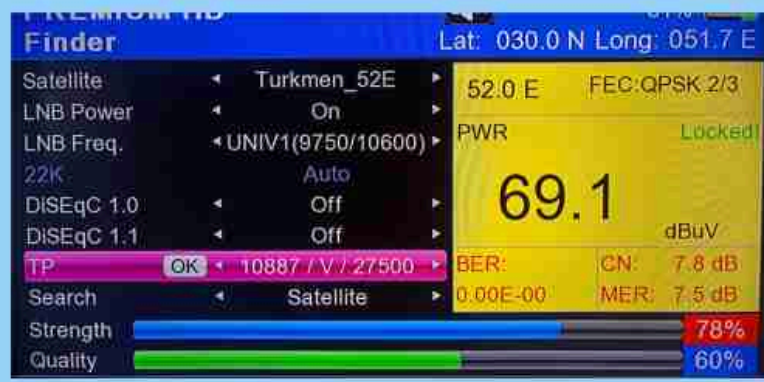 PREMIUM HD
81%
Finder
Lat: 030.0 N Long: 051.7 E
Satellite Turkmen_52E
LNB Power On
LNB Freq. UNIV1(9750/10600)
22K Auto
DiSEqC 1.0 Off
DiSEqC 1.1 Off
TP OK 10887 / V / 27500
Search Satellite
52.0 E FEC:QPSK 2/3
PWR Locked
69.1
dBuV
BER: CN: 7.8 dB
0.00E-00 MER: 7.5 dB
Strength 78%
Quality 60%